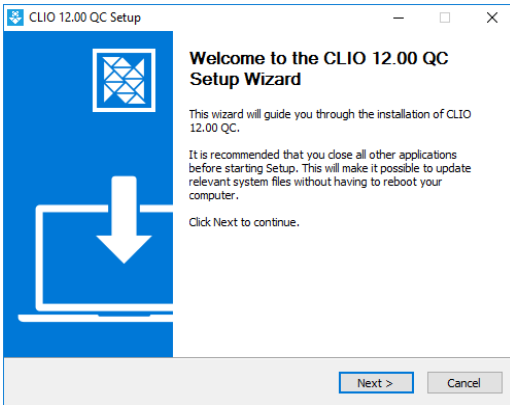 CLIO 12.00 QC Setup
Welcome to the CLIO 12.00 QC
Setup Wizard
This wizard will guide you through the installation of CLIO
12.00 QC.
It is recommended that you close all other applications
before starting Setup. This will make it possible to update
relevant system files without having to reboot your
computer.
Click Next to continue.
Next >
Cancel